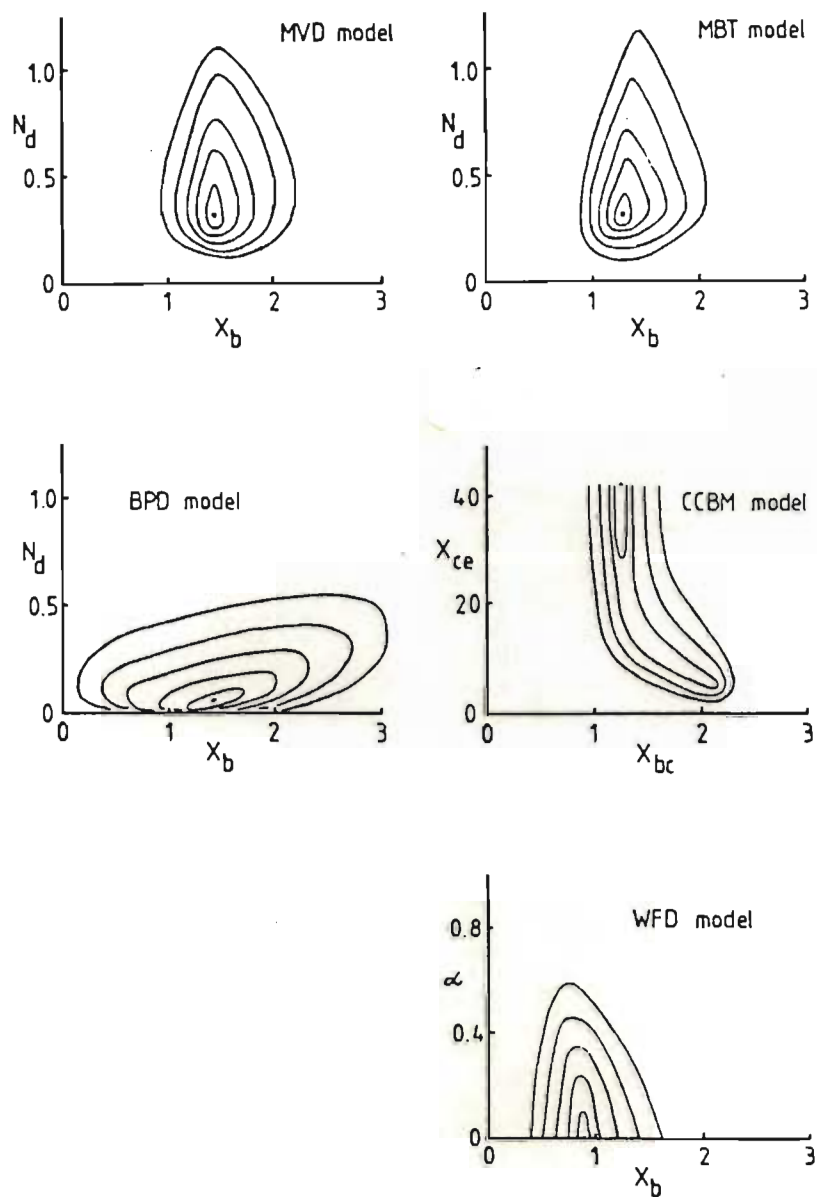 MVD model
1.0
N_d
0.5
0
0 1 2 3
X_b
MBT model
1.0
N_d
0.5
0
0 1 2 3
X_b
BPD model
1.0
N_d
0.5
0
0 1 2 3
X_b
CCBM model
40
X_ce
20
0
0 1 2 3
X_bc
WFD model
0.8
α
0.4
0
0 1 2 3
X_b